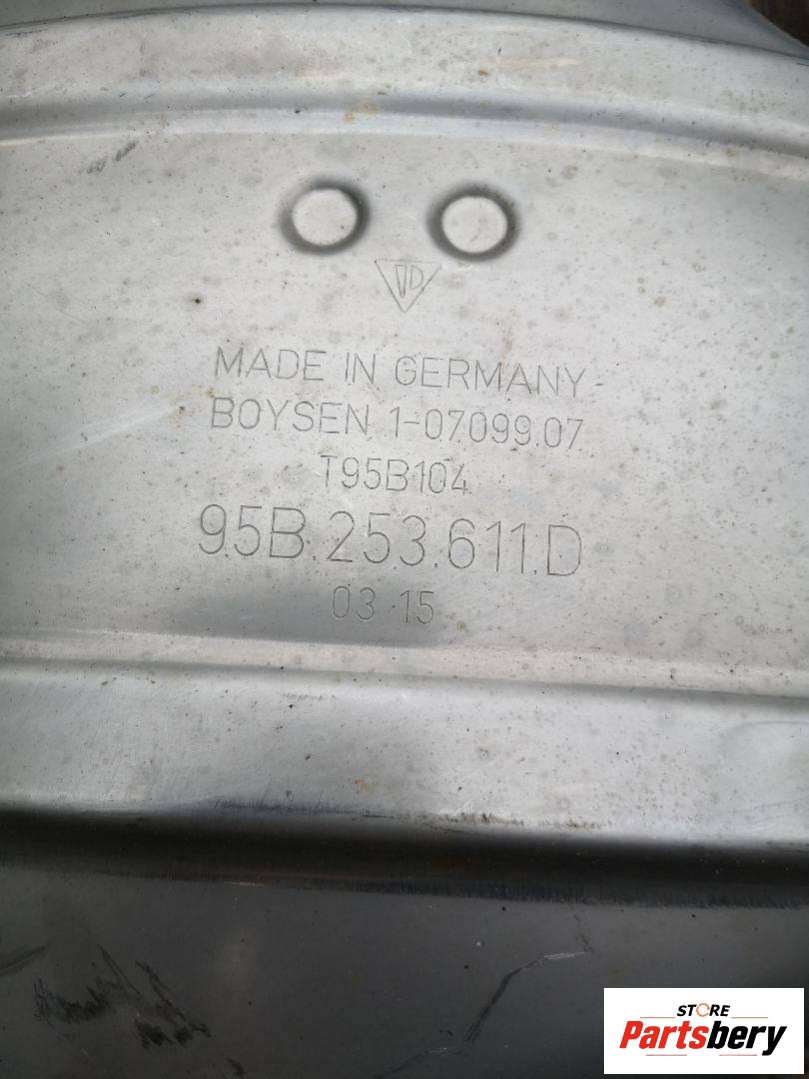 MADE IN GERMANY
BOYSEN 1-07099.07
T95B104
95B.253.611.D
03 15
STORE
Partsbery